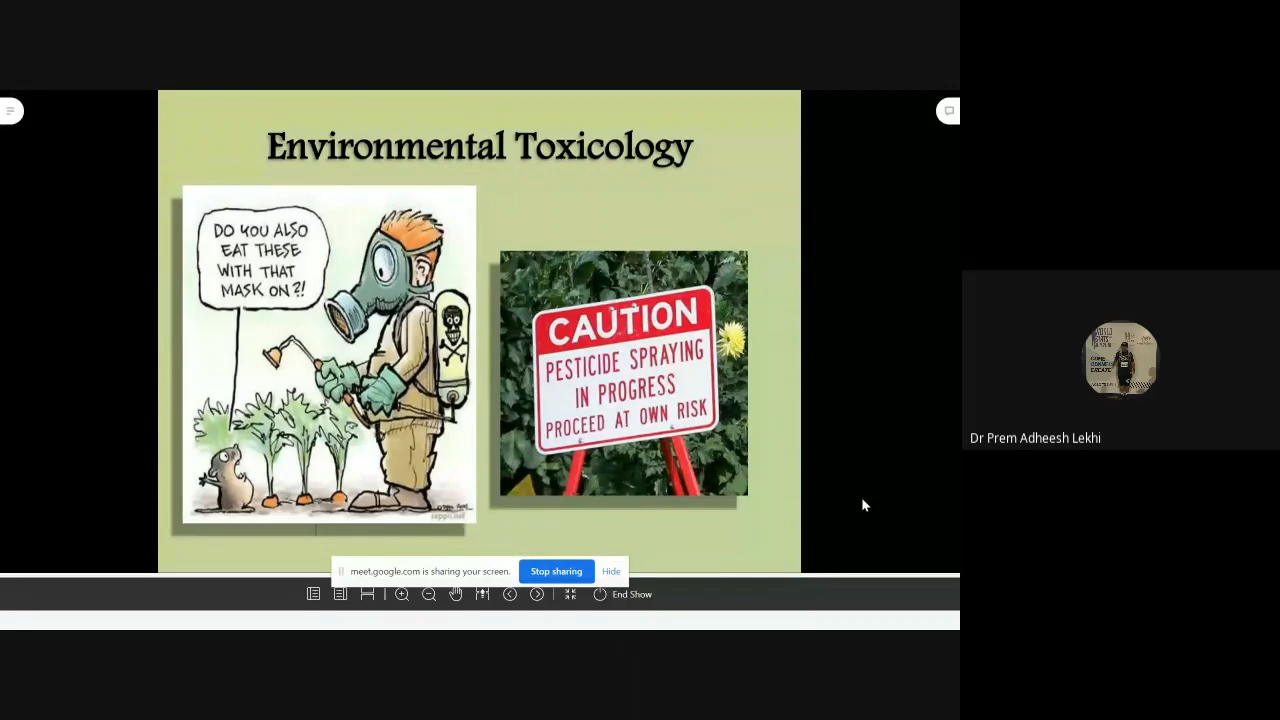 Environmental Toxicology
DO YOU ALSO
EAT THESE
WITH THAT
MASK ON?!
CAUTION
PESTICIDE SPRAYING
IN PROGRESS
PROCEED AT OWN RISK
meet.google.com is sharing your screen.
Stop sharing
Hide
End Show
Dr Prem Adheesh Lekhi